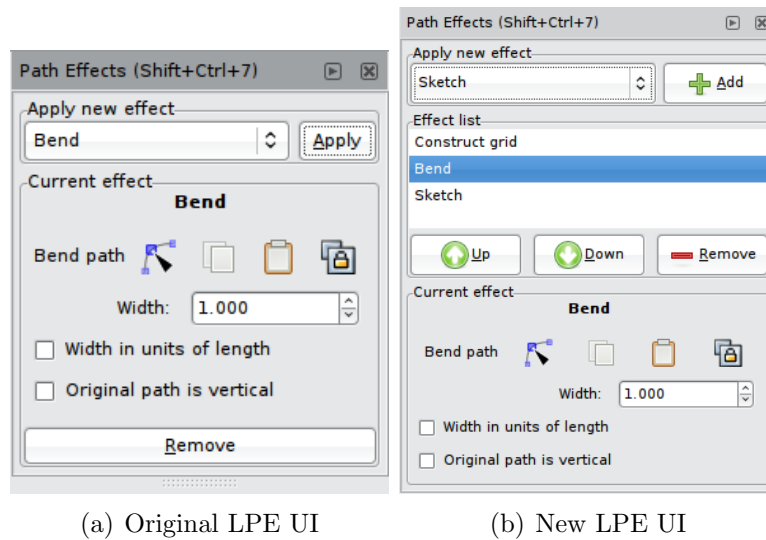 Path Effects (Shift+Ctrl+7)
Apply new effect
Bend
Apply
Current effect
Bend
Bend path
Width: 1.000
Width in units of length
Original path is vertical
Remove
(a) Original LPE UI
Path Effects (Shift+Ctrl+7)
Apply new effect
Sketch
Add
Effect list
Construct grid
Bend
Sketch
Up Down Remove
Current effect
Bend
Bend path
Width: 1.000
Width in units of length
Original path is vertical
(b) New LPE UI